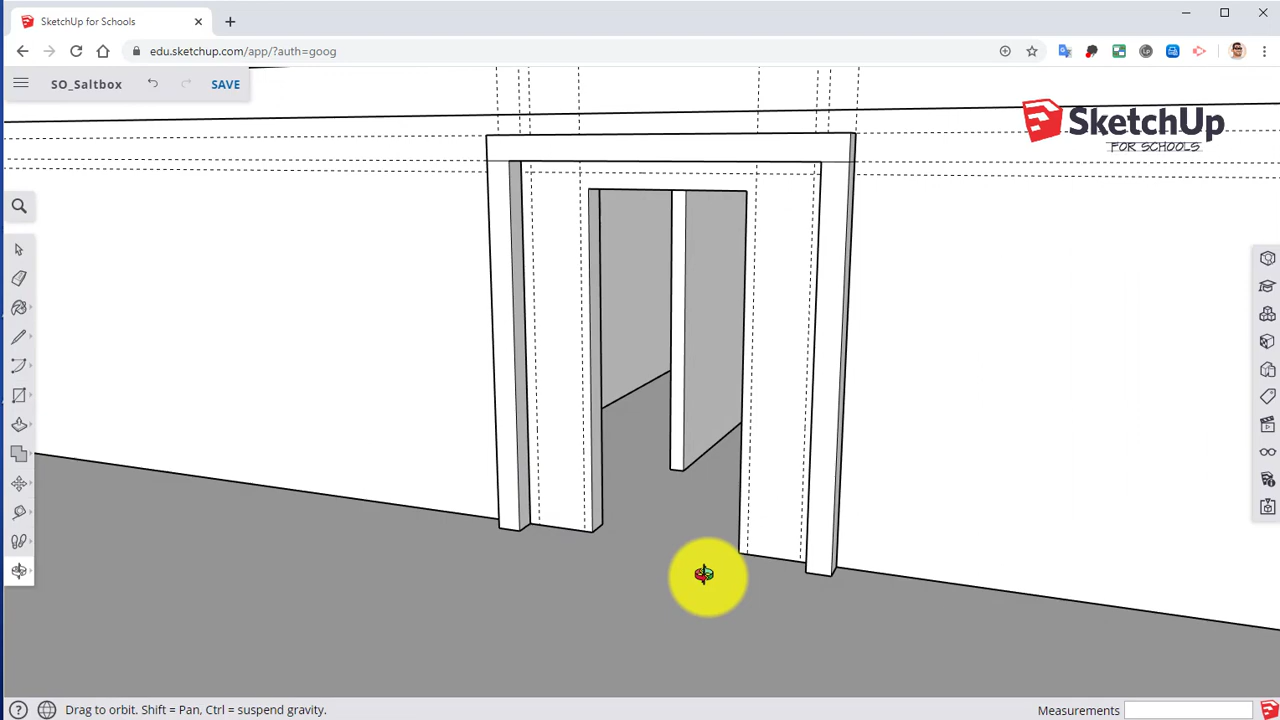 SketchUp for Schools
edu.sketchup.com/app/?auth=goog
SO_Saltbox
SAVE
SketchUp
FOR SCHOOLS
Drag to orbit. Shift = Pan, Ctrl = suspend gravity.
Measurements